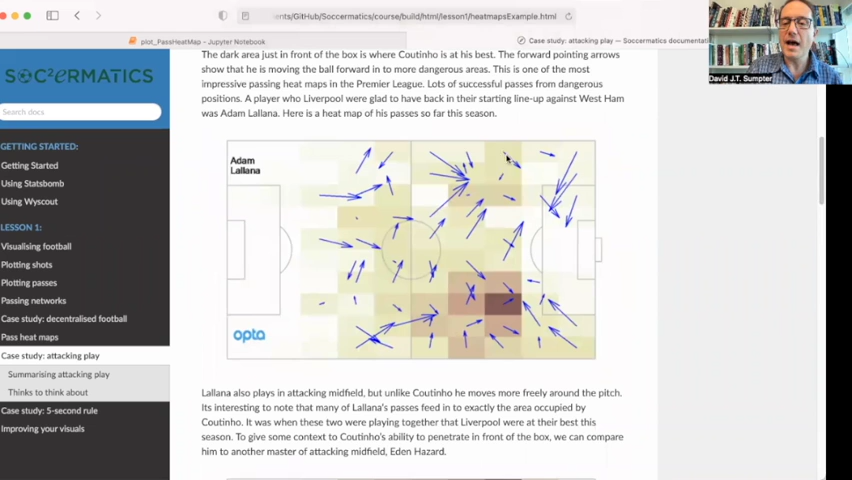 ents/GitHub/Soccermatics/course/build/html/lesson1/heatmapsExample.html
plot_PassHeatMap - Jupyter Notebook
Case study: attacking play — Soccermatics documentati
David J.T. Sumpter
SOC²ERMATICS
Search docs
GETTING STARTED:
Getting Started
Using Statsbomb
Using Wyscout
LESSON 1:
Visualising football
Plotting shots
Plotting passes
Passing networks
Case study: decentralised football
Pass heat maps
Case study: attacking play
Summarising attacking play
Thinks to think about
Case study: 5-second rule
Improving your visuals
The dark area just in front of the box is where Coutinho is at his best. The forward pointing arrows
show that he is moving the ball forward in to more dangerous areas. This is one of the most
impressive passing heat maps in the Premier League. Lots of successful passes from dangerous
positions. A player who Liverpool were glad to have back in their starting line-up against West Ham
was Adam Lallana. Here is a heat map of his passes so far this season.
Adam
Lallana
opta
Lallana also plays in attacking midfield, but unlike Coutinho he moves more freely around the pitch.
Its interesting to note that many of Lallana's passes feed in to exactly the area occupied by
Coutinho. It was when these two were playing together that Liverpool were at their best this
season. To give some context to Coutinho's ability to penetrate in front of the box, we can compare
him to another master of attacking midfield, Eden Hazard.